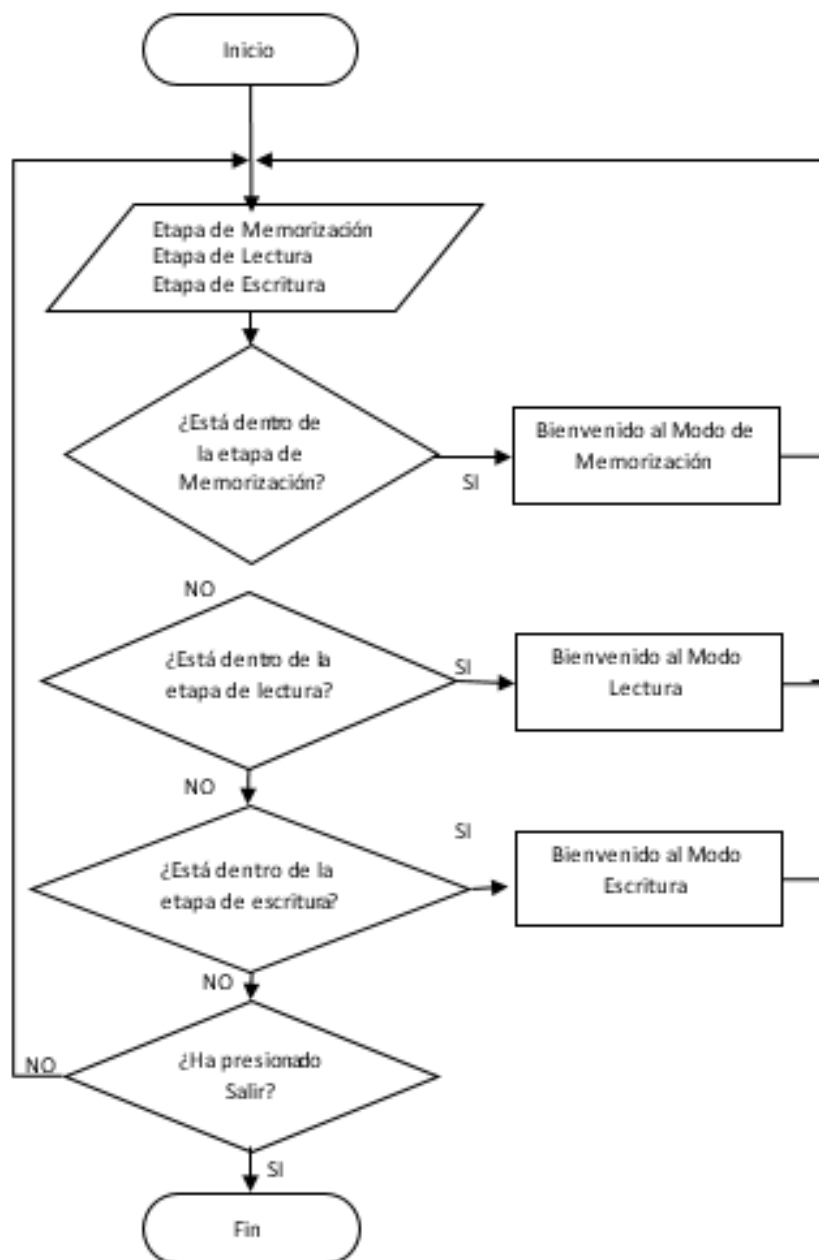 Inicio
Etapa de Memorización
Etapa de Lectura
Etapa de Escritura
¿Está dentro de
la etapa de
Memorización?
SI
Bienvenido al Modo de
Memorización
NO
¿Está dentro de la
etapa de lectura?
SI
Bienvenido al Modo
Lectura
NO
¿Está dentro de la
etapa de escritura?
SI
Bienvenido al Modo
Escritura
NO
¿Ha presionado
Salir?
NO
SI
Fin